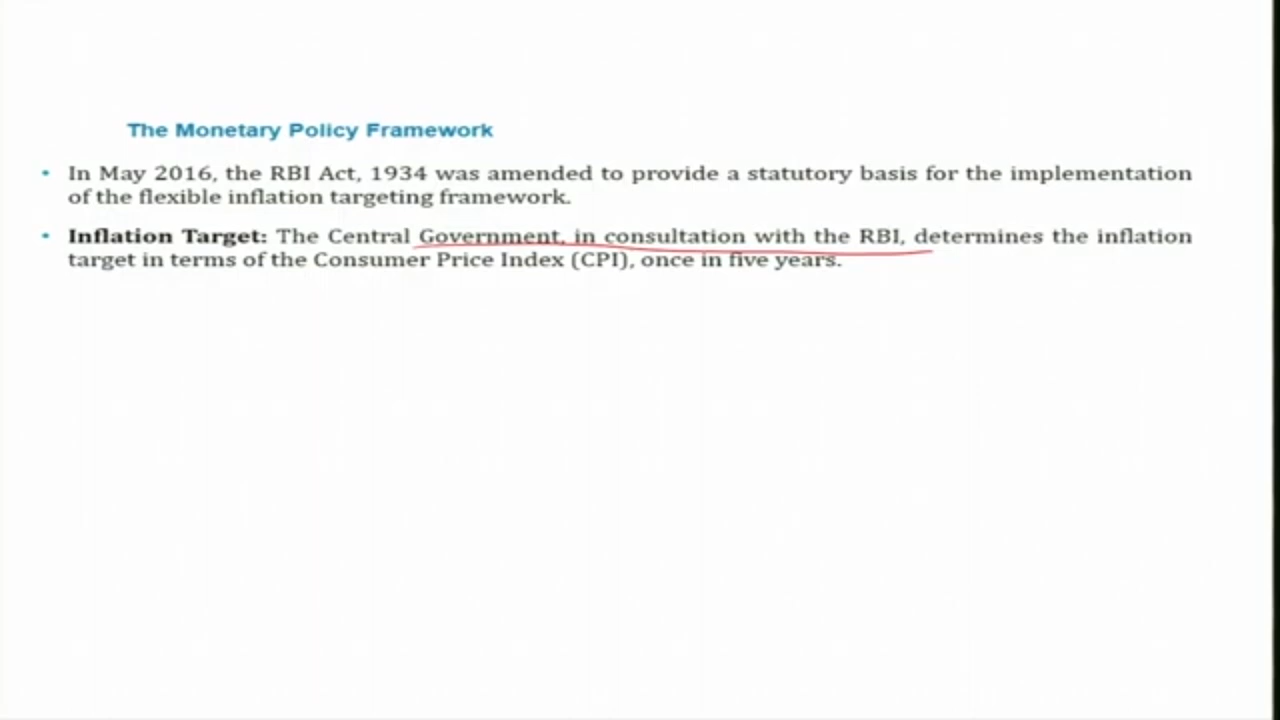 The Monetary Policy Framework
• In May 2016, the RBI Act, 1934 was amended to provide a statutory basis for the implementation
of the flexible inflation targeting framework.
• Inflation Target: The Central Government, in consultation with the RBI, determines the inflation
target in terms of the Consumer Price Index (CPI), once in five years.